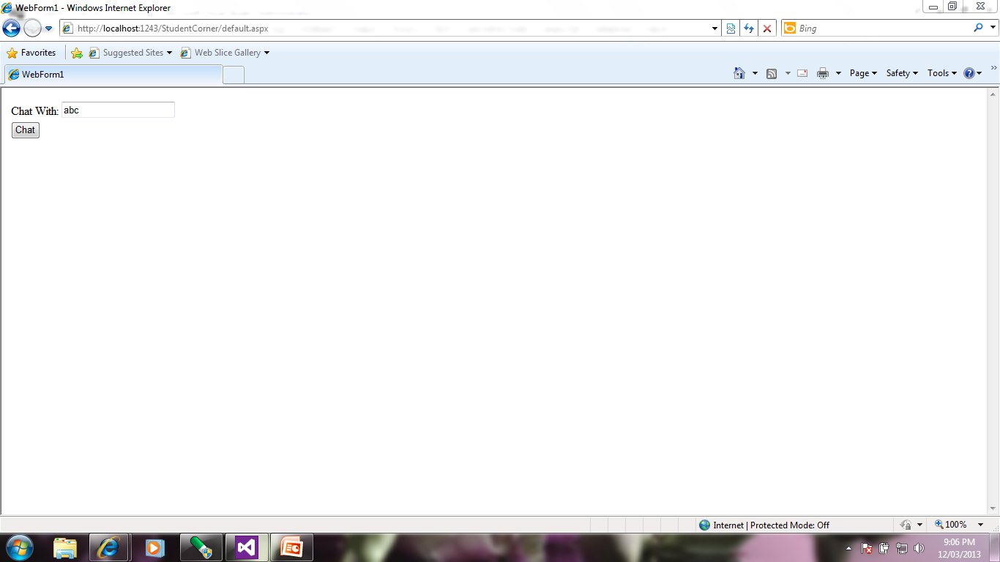 WebForm1 - Windows Internet Explorer
http://localhost:1243/StudentCorner/default.aspx
Bing
Favorites Suggested Sites Web Slice Gallery
WebForm1
Page Safety Tools
Chat With: abc
Chat
Internet | Protected Mode: Off
100%
9:06 PM
12/03/2013